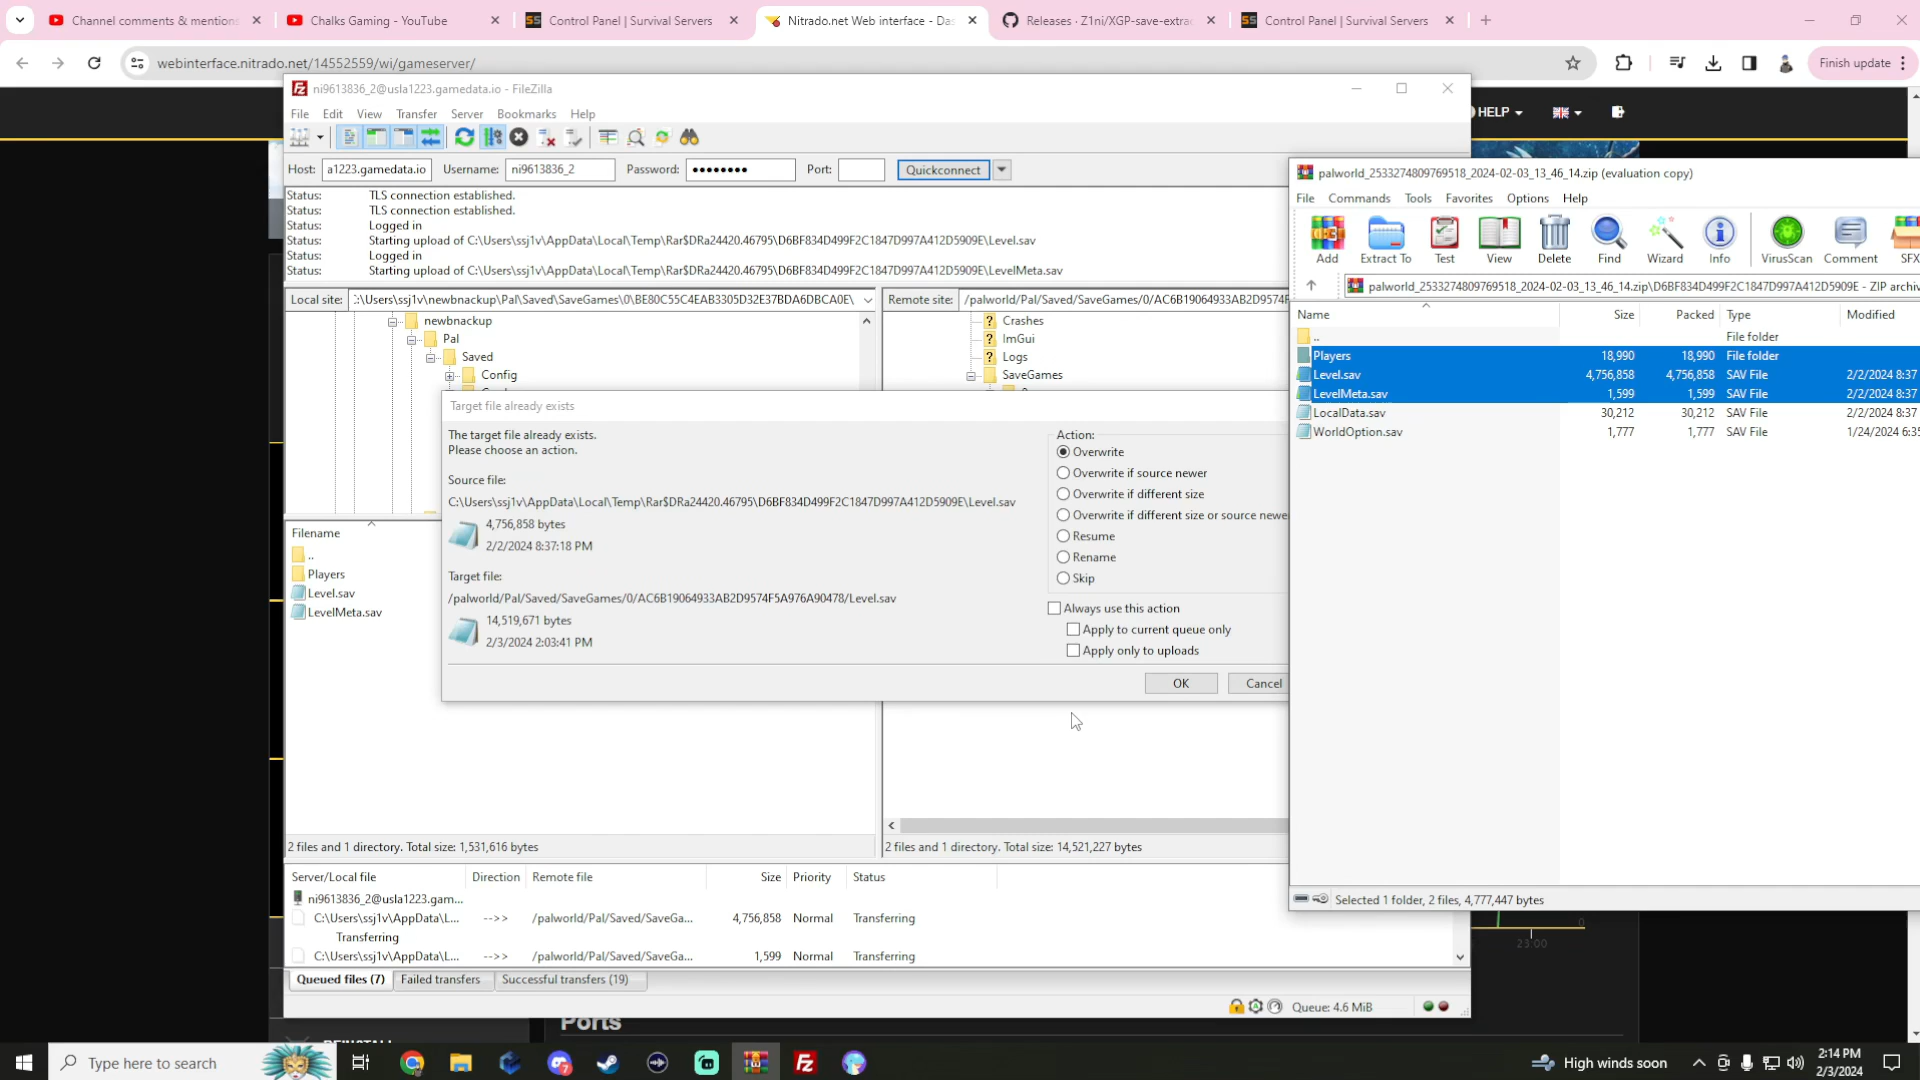 Channel comments & mentions
Chalks Gaming - YouTube
Control Panel | Survival Servers
Nitrado.net Web interface - Das
Releases · Z1ni/XGP-save-extrac
Control Panel | Survival Servers
webinterface.nitrado.net/14552559/wi/gameserver/
Finish update
HELP
ni9613836_2@usla1223.gamedata.io - FileZilla
File Edit View Transfer Server Bookmarks Help
Host: a1223.gamedata.io Username: ni9613836_2 Password: ●●●●●●●● Port: Quickconnect
Status: TLS connection established.
Status: TLS connection established.
Status: Logged in
Status: Starting upload of C:\Users\ssj1v\AppData\Local\Temp\Rar$DRa24420.46795\D6BF834D499F2C1847D997A412D5909E\Level.sav
Status: Logged in
Status: Starting upload of C:\Users\ssj1v\AppData\Local\Temp\Rar$DRa24420.46795\D6BF834D499F2C1847D997A412D5909E\LevelMeta.sav
Local site: :\Users\ssj1v\newbnackup\Pal\Saved\SaveGames\0\BE80C55C4EAB3305D32E37BDA6DBCA0E\
Remote site: /palworld/Pal/Saved/SaveGames/0/AC6B19064933AB2D9574F
newbnackup
Pal
Saved
Config
Crashes
ImGui
Logs
SaveGames
Target file already exists
The target file already exists.
Please choose an action.
Source file:
C:\Users\ssj1v\AppData\Local\Temp\Rar$DRa24420.46795\D6BF834D499F2C1847D997A412D5909E\Level.sav
4,756,858 bytes
2/2/2024 8:37:18 PM
Target file:
/palworld/Pal/Saved/SaveGames/0/AC6B19064933AB2D9574F5A976A90478/Level.sav
14,519,671 bytes
2/3/2024 2:03:41 PM
Action:
Overwrite
Overwrite if source newer
Overwrite if different size
Overwrite if different size or source newe
Resume
Rename
Skip
Always use this action
Apply to current queue only
Apply only to uploads
OK Cancel
Filename
..
Players
Level.sav
LevelMeta.sav
2 files and 1 directory. Total size: 1,531,616 bytes
2 files and 1 directory. Total size: 14,521,227 bytes
Server/Local file Direction Remote file Size Priority Status
ni9613836_2@usla1223.gam...
C:\Users\ssj1v\AppData\L... -->> /palworld/Pal/Saved/SaveGa... 4,756,858 Normal Transferring
Transferring
C:\Users\ssj1v\AppData\L... -->> /palworld/Pal/Saved/SaveGa... 1,599 Normal Transferring
Queued files (7) Failed transfers Successful transfers (19)
Queue: 4.6 MiB
palworld_2533274809769518_2024-02-03_13_46_14.zip (evaluation copy)
File Commands Tools Favorites Options Help
Add Extract To Test View Delete Find Wizard Info VirusScan Comment SFX
palworld_2533274809769518_2024-02-03_13_46_14.zip\D6BF834D499F2C1847D997A412D5909E - ZIP archiv
Name Size Packed Type Modified
.. File folder
Players 18,990 18,990 File folder
Level.sav 4,756,858 4,756,858 SAV File 2/2/2024 8:37
LevelMeta.sav 1,599 1,599 SAV File 2/2/2024 8:37
LocalData.sav 30,212 30,212 SAV File 2/2/2024 8:37
WorldOption.sav 1,777 1,777 SAV File 1/24/2024 6:35
Selected 1 folder, 2 files, 4,777,447 bytes
0
23:00
Ports
REINSTALL
Type here to search
High winds soon
2:14 PM
2/3/2024